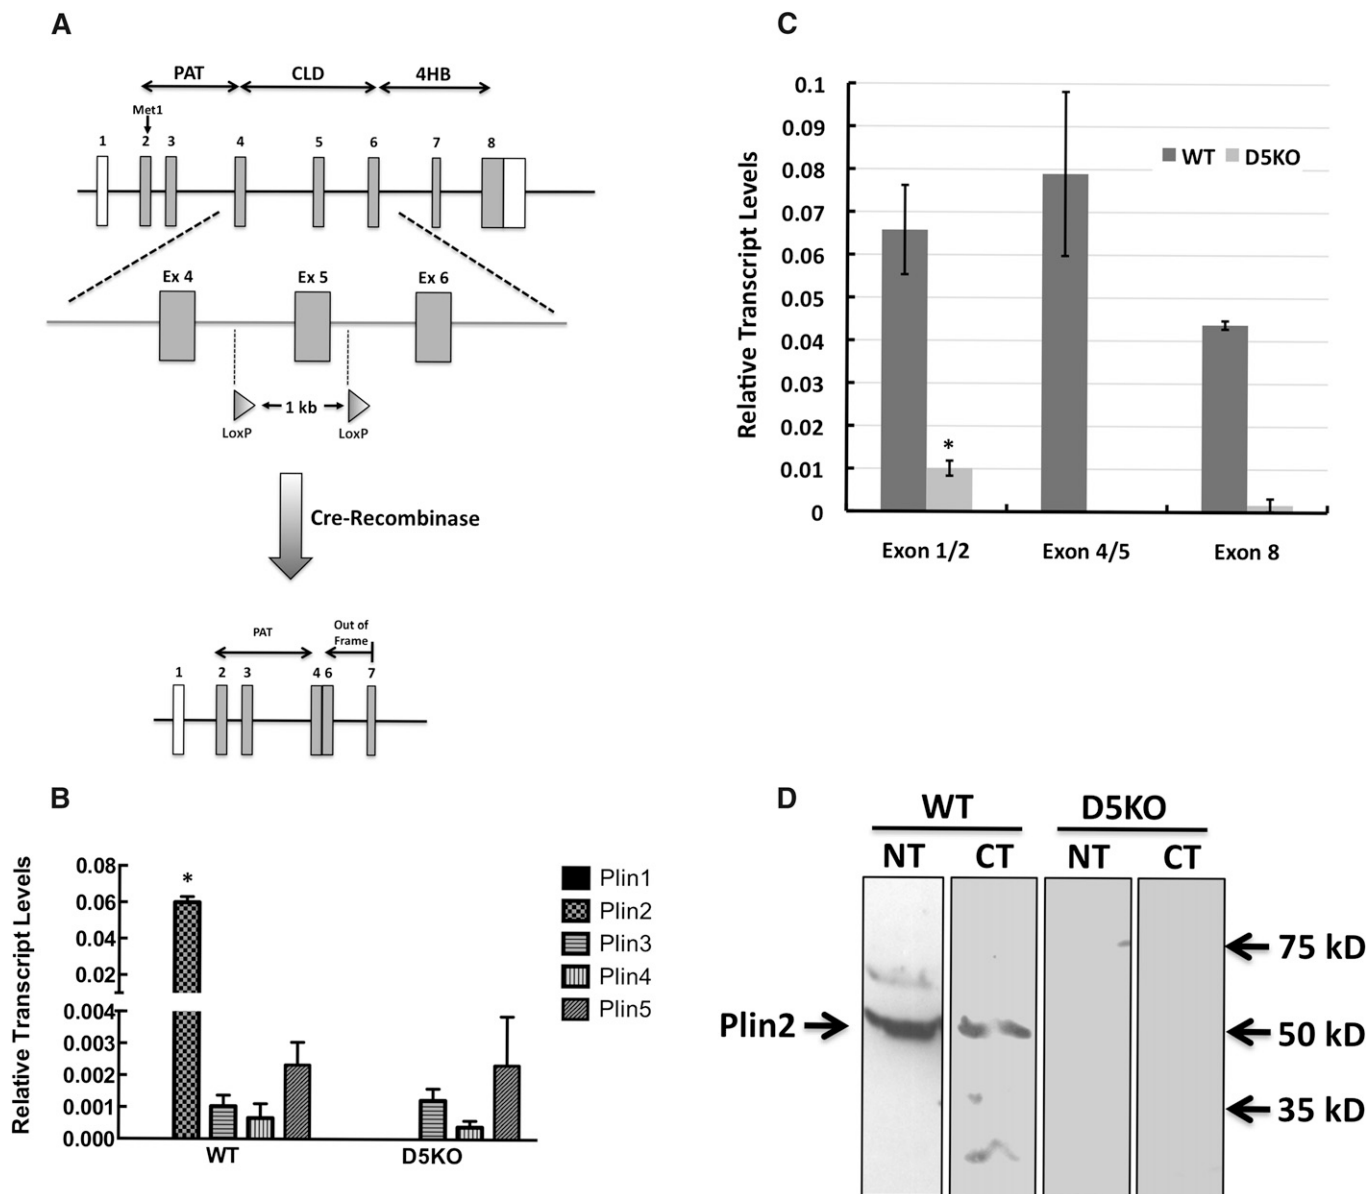 A
PAT CLD 4HB
Met1
1 2 3 4 5 6 7 8
Ex 4 Ex 5 Ex 6
1 kb
LoxP LoxP
Cre-Recombinase
PAT
Out of
Frame
1 2 3 4 6 7
B
Relative Transcript Levels
0.08
0.06
0.04
0.02
0.004
0.003
0.002
0.001
0.000
*
WT D5KO
Plin1
Plin2
Plin3
Plin4
Plin5
C
Relative Transcript Levels
0.1
0.09
0.08
0.07
0.06
0.05
0.04
0.03
0.02
0.01
0
WT D5KO
*
Exon 1/2 Exon 4/5 Exon 8
D
WT D5KO
NT CT NT CT
Plin2
75 kD
50 kD
35 kD